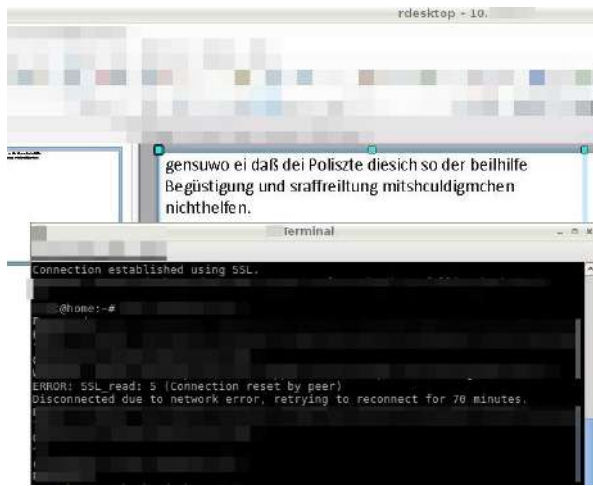 rdesktop - 10.
gensuwo ei daß dei Poliszte diesich so der beilhilfe
Begüstigung und sraffreiltung mitshculdigmchen
nichthelfen.
Terminal
Connection established using SSL.
@home:~#
ERROR: SSL_read: 5 (Connection reset by peer)
Disconnected due to network error, retrying to reconnect for 70 minutes.